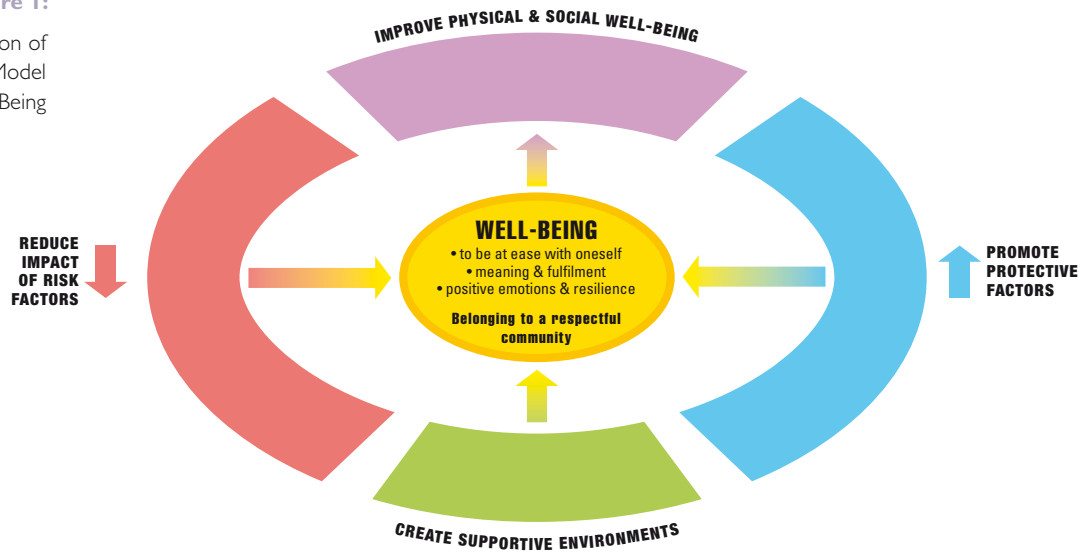 re 1:
on of
Model
Being
IMPROVE PHYSICAL & SOCIAL WELL-BEING
REDUCE
IMPACT
OF RISK
FACTORS
WELL-BEING
• to be at ease with oneself
• meaning & fulfilment
• positive emotions & resilience
Belonging to a respectful
community
PROMOTE
PROTECTIVE
FACTORS
CREATE SUPPORTIVE ENVIRONMENTS